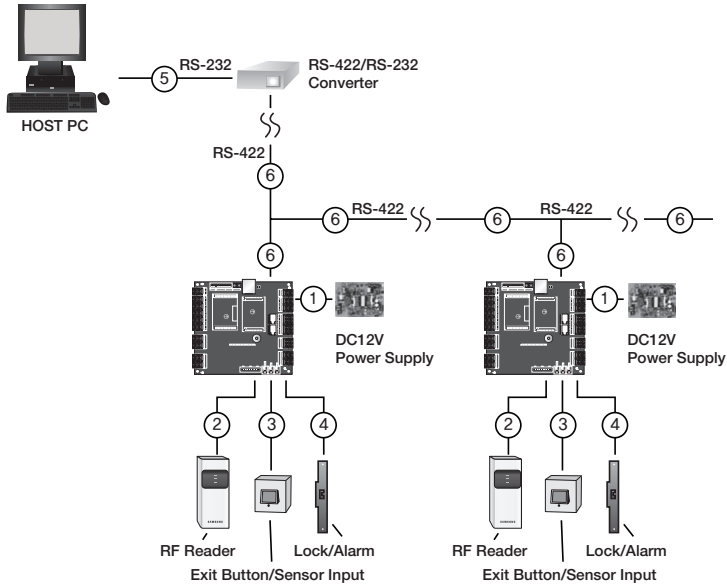 RS-232
5
RS-422/RS-232
Converter
HOST PC
RS-422
6
6
RS-422
6
RS-422
6
6
6
1
DC12V
Power Supply
1
DC12V
Power Supply
2
3
4
2
3
4
SAMSUNG
SAMSUNG
RF Reader
Lock/Alarm
Exit Button/Sensor Input
RF Reader
Lock/Alarm
Exit Button/Sensor Input